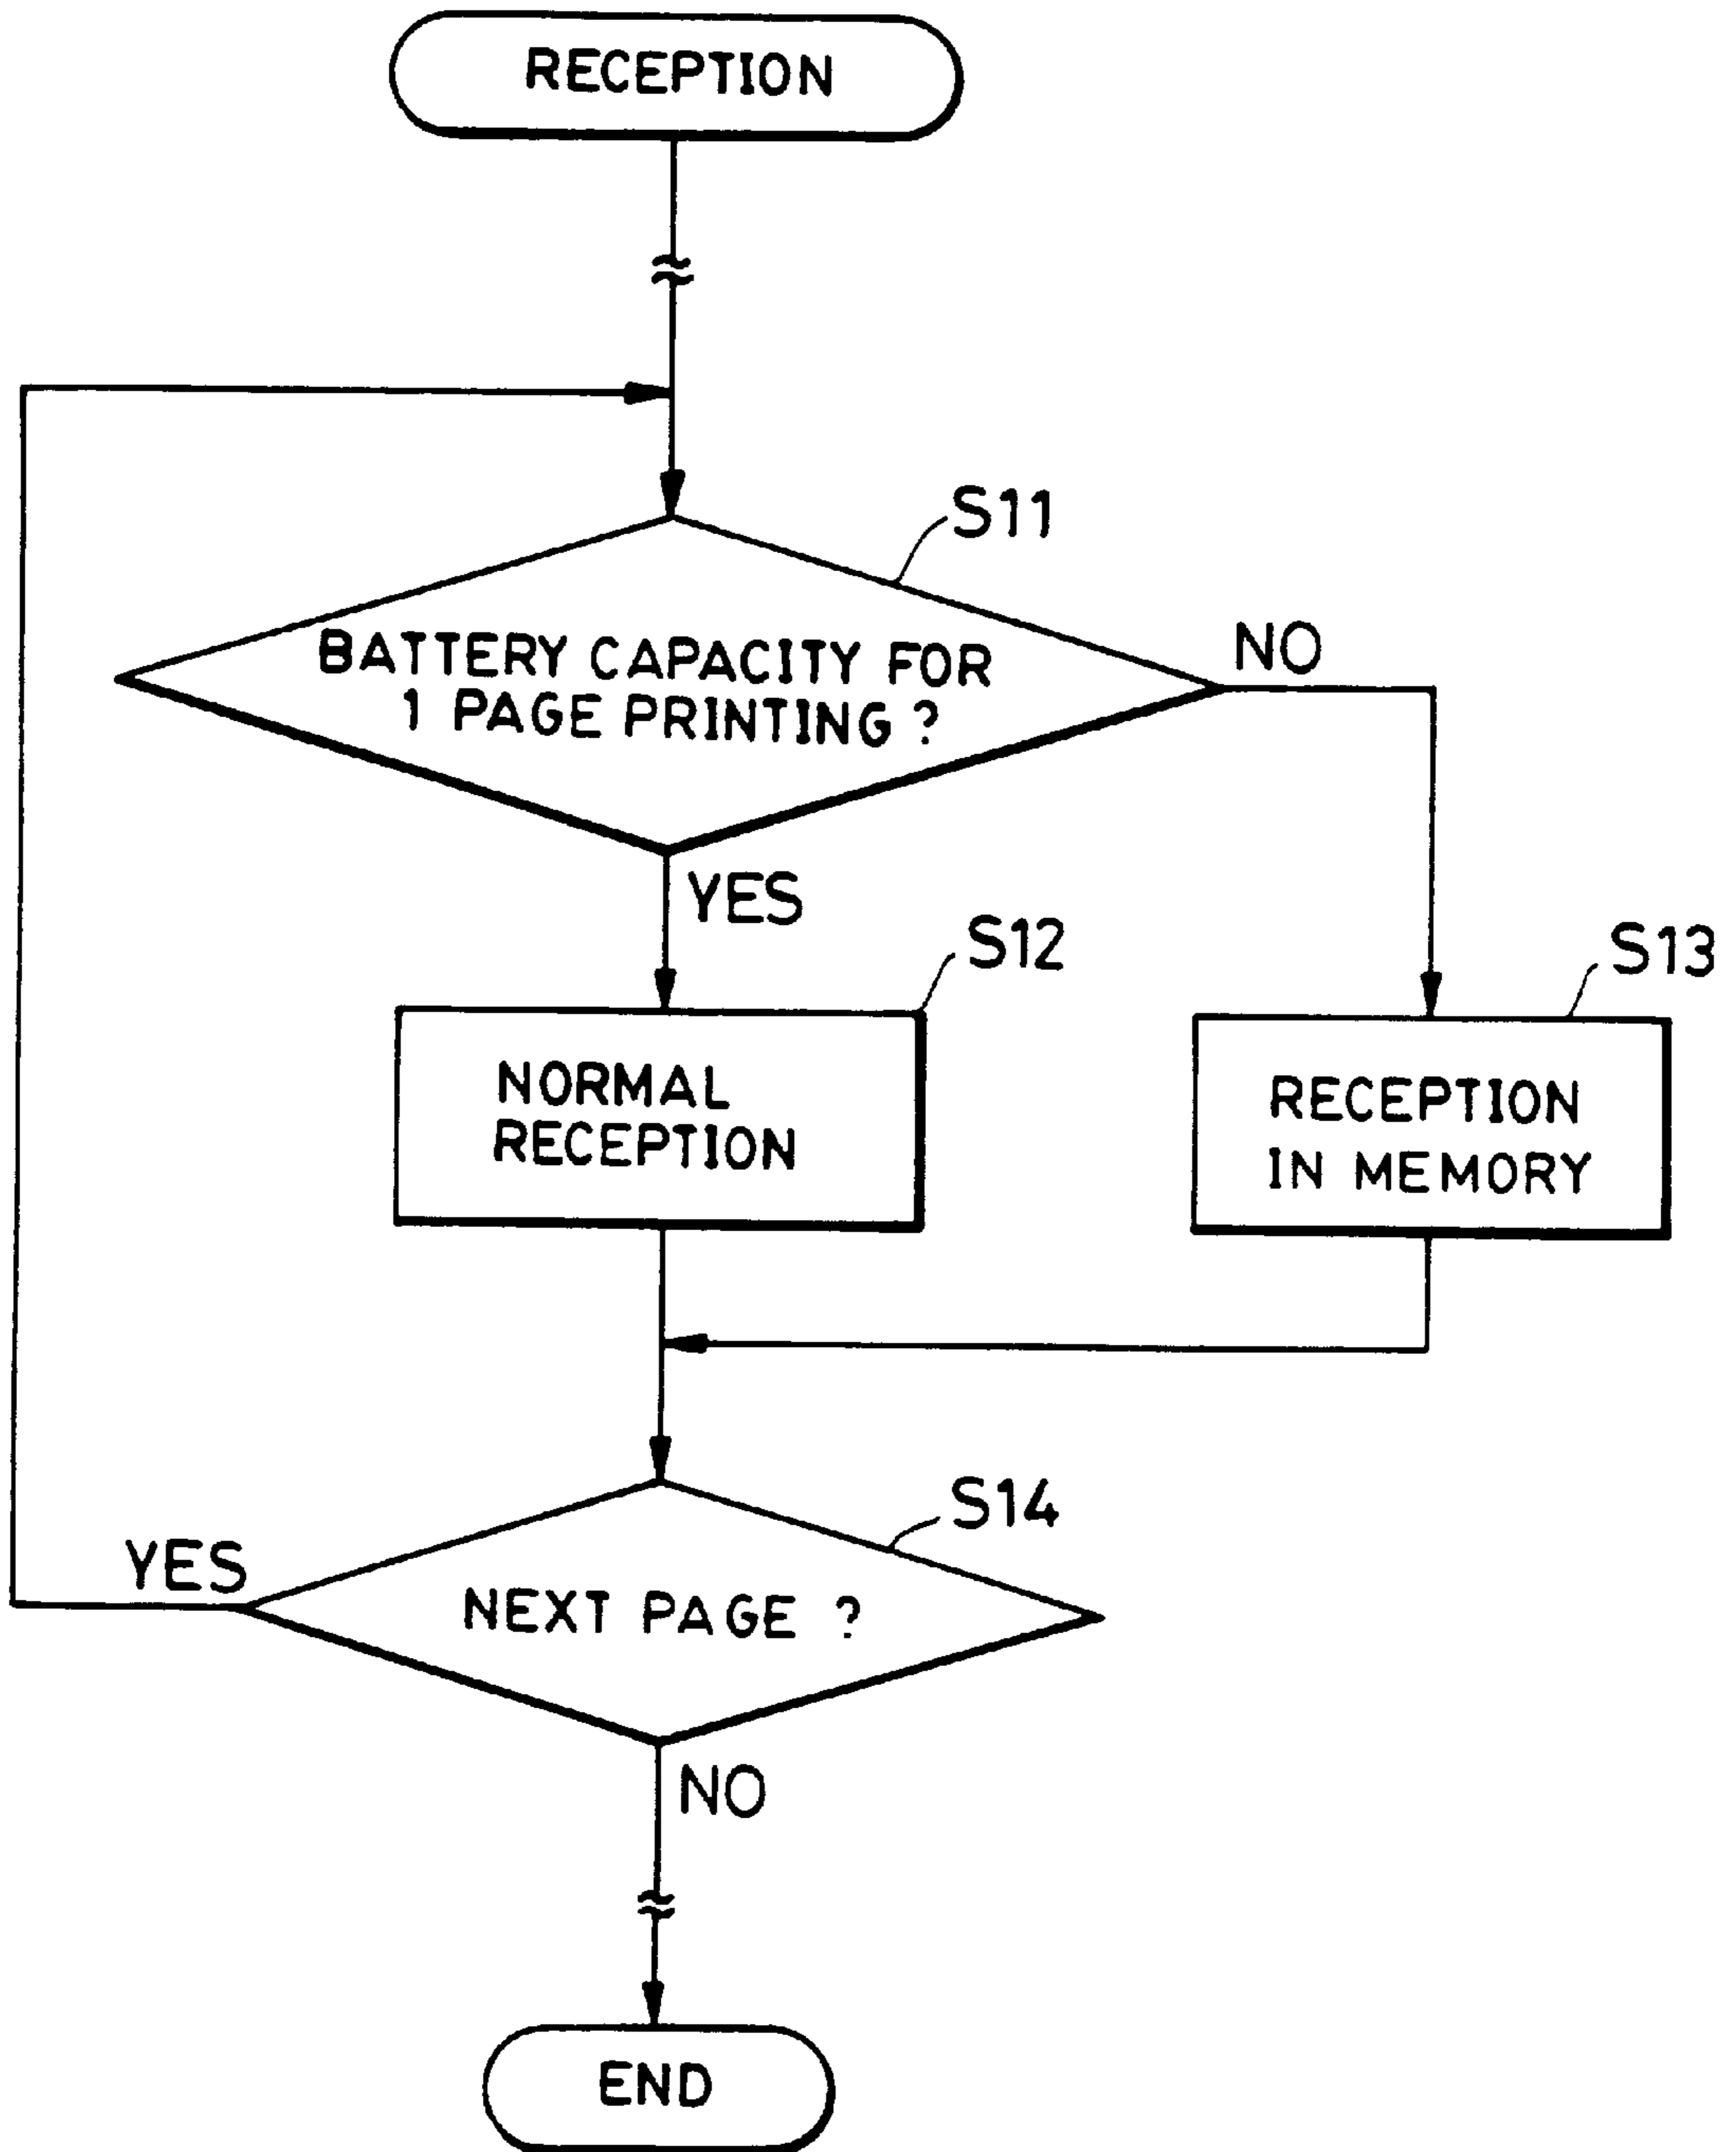 RECEPTION
S11
BATTERY CAPACITY FOR
1 PAGE PRINTING ?
NO
YES
S12
S13
NORMAL
RECEPTION
RECEPTION
IN MEMORY
S14
YES
NEXT PAGE ?
NO
END